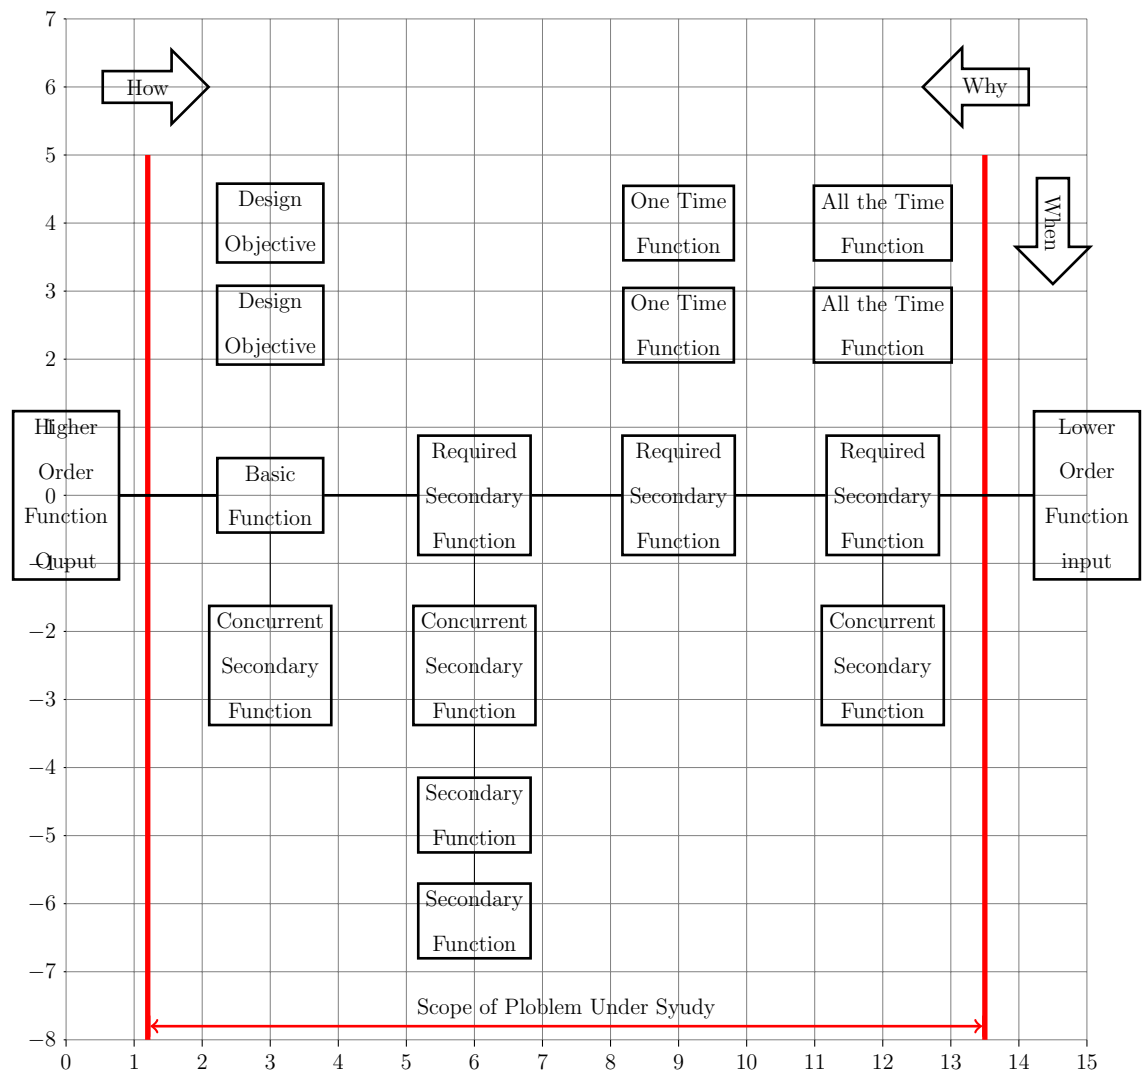 7
6
How
Why
5
Design
Objective
One Time
Function
All the Time
Function
When
4
3
Design
Objective
One Time
Function
All the Time
Function
2
1
Higher
Order
Function
Ouput
0
Basic
Function
Required
Secondary
Function
Required
Secondary
Function
Required
Secondary
Function
Lower
Order
Function
input
−1
−2
Concurrent
Secondary
Function
Concurrent
Secondary
Function
Concurrent
Secondary
Function
−3
−4
Secondary
Function
−5
−6
Secondary
Function
−7
Scope of Ploblem Under Syudy
−8
0 1 2 3 4 5 6 7 8 9 10 11 12 13 14 15